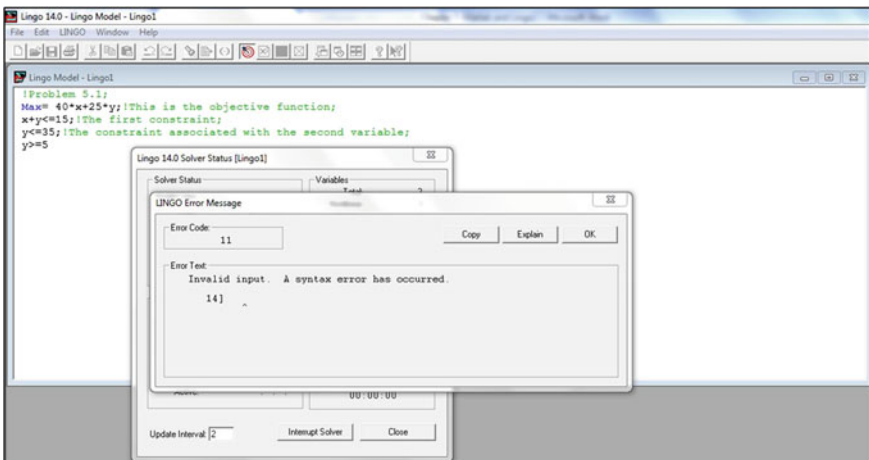 Lingo 14.0 - Lingo Model - Lingo1
File Edit LINGO Window Help
Lingo Model - Lingo1
!Problem 5.1;
Max= 40*x+25*y;!This is the objective function;
x+y<=15;!The first constraint;
y<=35;!The constraint associated with the second variable;
y>=5
Lingo 14.0 Solver Status [Lingo1]
Solver Status
Variables
LINGO Error Message
Error Code:
11
Copy Explain OK
Error Text:
Invalid input. A syntax error has occurred.
14]
^
00:00:00
Update Interval: 2
Interrupt Solver Close